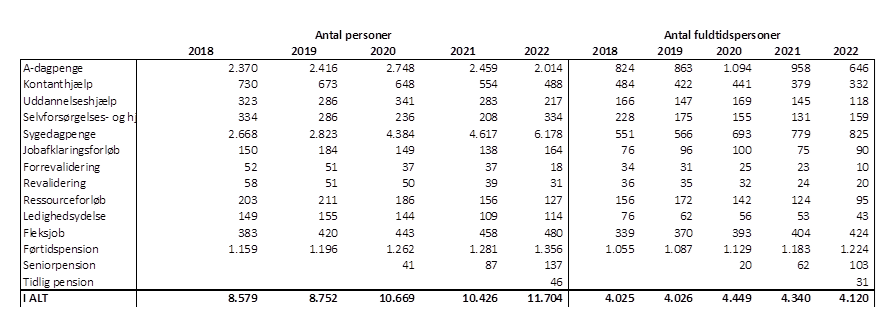 Antal personer Antal fuldtidspersoner
2018 2019 2020 2021 2022 2018 2019 2020 2021 2022
A-dagpenge 2.370 2.416 2.748 2.459 2.014 824 863 1.094 958 646
Kontanthjælp 730 673 648 554 488 484 422 441 379 332
Uddannelseshjælp 323 286 341 283 217 166 147 169 145 118
Selvforsørgelses- og hj 334 286 236 208 334 228 175 155 131 159
Sygedagpenge 2.668 2.823 4.384 4.617 6.178 551 566 693 779 825
Jobafklaringsforløb 150 184 149 138 164 76 96 100 75 90
Forrevalidering 52 51 37 37 18 34 31 25 23 10
Revalidering 58 51 50 39 31 36 35 32 24 20
Ressourceforløb 203 211 186 156 127 156 172 142 124 95
Ledighedsydelse 149 155 144 109 114 76 62 56 53 43
Fleksjob 383 420 443 458 480 339 370 393 404 424
Førtidspension 1.159 1.196 1.262 1.281 1.356 1.055 1.087 1.129 1.183 1.224
Seniorpension 41 87 137 20 62 103
Tidlig pension 46 31
I ALT 8.579 8.752 10.669 10.426 11.704 4.025 4.026 4.449 4.340 4.120